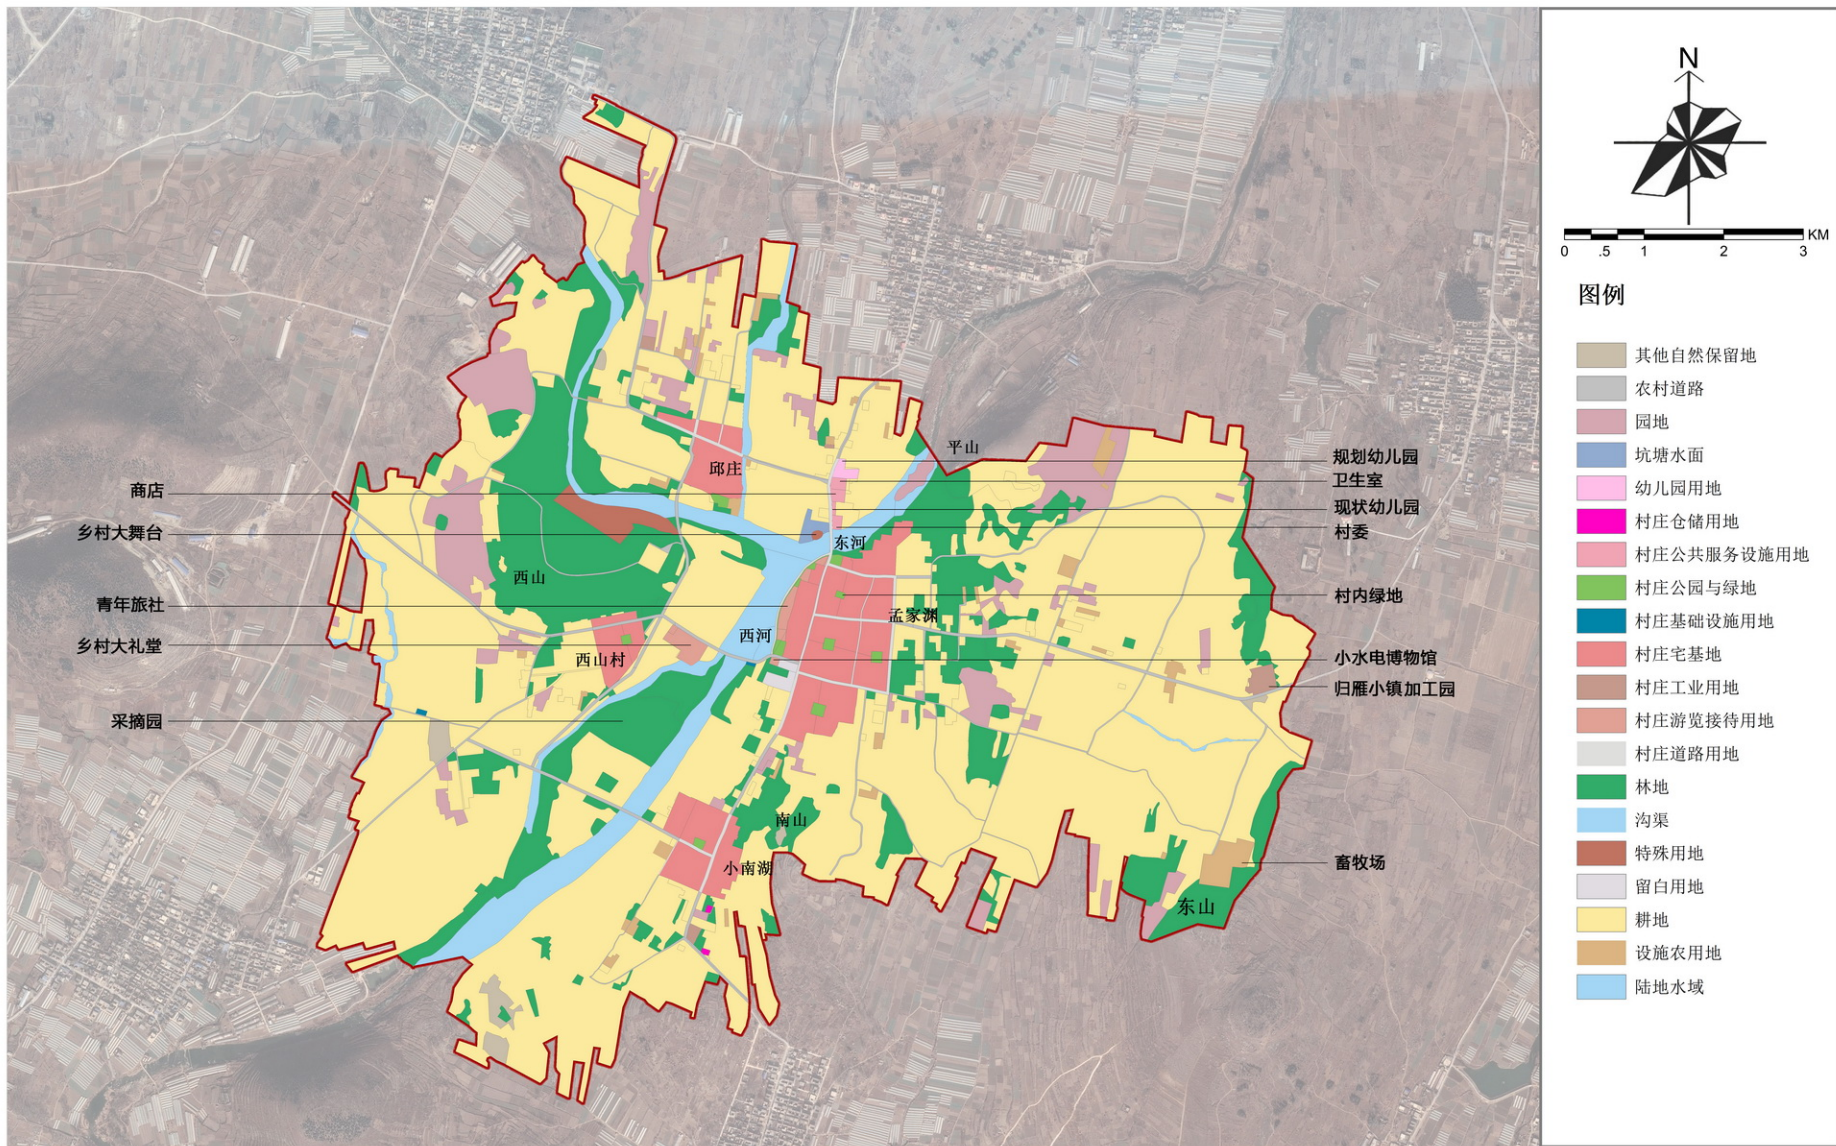 N
0 .5 1 2 3 KM
图例
其他自然保留地
农村道路
园地
坑塘水面
幼儿园用地
村庄仓储用地
村庄公共服务设施用地
村庄公园与绿地
村庄基础设施用地
村庄宅基地
村庄工业用地
村庄游览接待用地
村庄道路用地
林地
沟渠
特殊用地
留白用地
耕地
设施农用地
陆地水域
商店
乡村大舞台
青年旅社
乡村大礼堂
采摘园
平山
邱庄
东河
西山
西河
孟家渊
西山村
南山
小南湖
东山
规划幼儿园
卫生室
现状幼儿园
村委
村内绿地
小水电博物馆
归雁小镇加工园
畜牧场